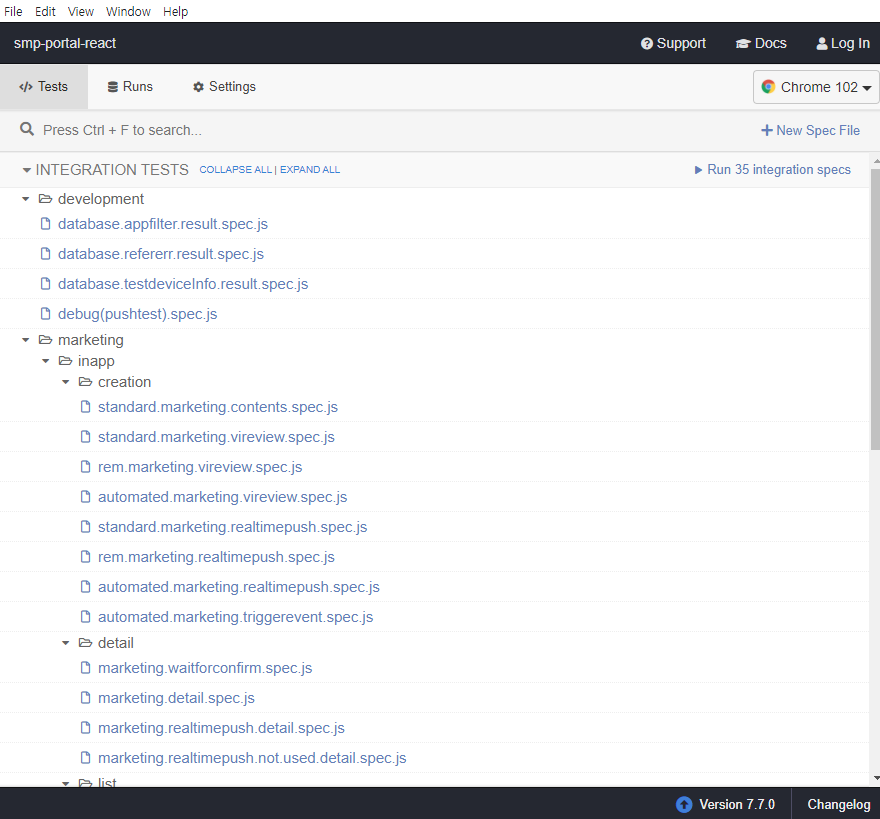 File Edit View Window Help
smp-portal-react Support Docs Log In
Tests Runs Settings Chrome 102
Press Ctrl + F to search... New Spec File
INTEGRATION TESTS COLLAPSE ALL | EXPAND ALL Run 35 integration specs
development
database.appfilter.result.spec.js
database.refererr.result.spec.js
database.testdeviceInfo.result.spec.js
debug(pushtest).spec.js
marketing
inapp
creation
standard.marketing.contents.spec.js
standard.marketing.vireview.spec.js
rem.marketing.vireview.spec.js
automated.marketing.vireview.spec.js
standard.marketing.realtimepush.spec.js
rem.marketing.realtimepush.spec.js
automated.marketing.realtimepush.spec.js
automated.marketing.triggerevent.spec.js
detail
marketing.waitforconfirm.spec.js
marketing.detail.spec.js
marketing.realtimepush.detail.spec.js
marketing.realtimepush.not.used.detail.spec.js
list
Version 7.7.0 Changelog